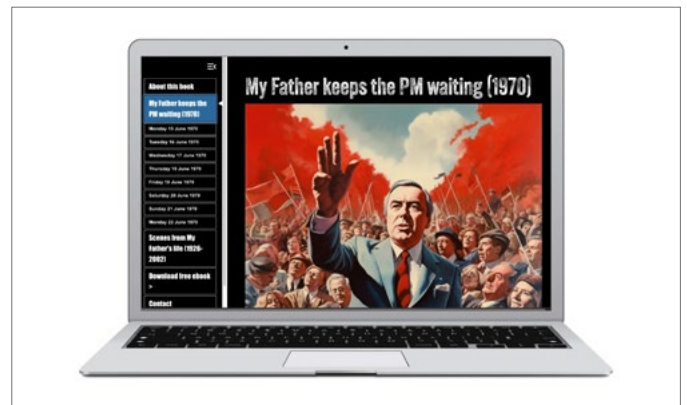 About this book
My Father keeps the
PM waiting (1970)
Monday 15 June 1970
Tuesday 16 June 1970
Wednesday 17 June 1970
Thursday 18 June 1970
Friday 19 June 1970
Saturday 20 June 1970
Sunday 21 June 1970
Monday 22 June 1970
Scenes from My
Father's life (1926-
2002)
Download free ebook
>
Contact
My Father keeps the PM waiting (1970)